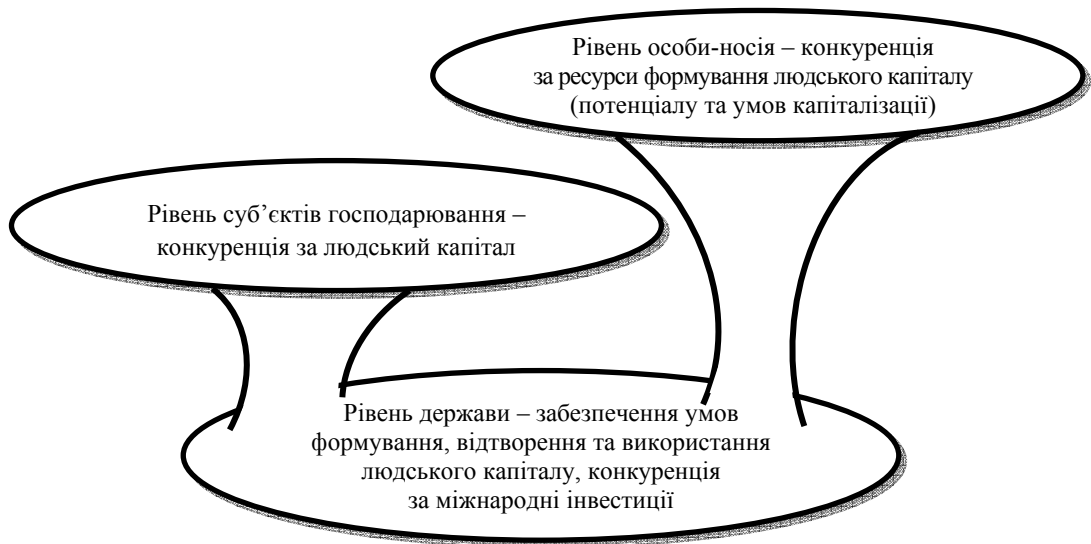 Рівень особи-носія – конкуренція
за ресурси формування людського капіталу
(потенціалу та умов капіталізації)
Рівень суб’єктів господарювання –
конкуренція за людський капітал
Рівень держави – забезпечення умов
формування, відтворення та використання
людського капіталу, конкуренція
за міжнародні інвестиції